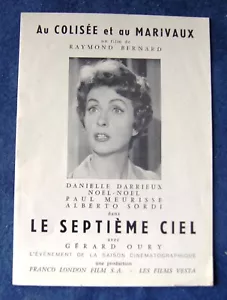 Au COLISÉE et au MARIVAUX
un film de
RAYMOND BERNARD
DANIELLE DARRIEUX
NOEL-NOEL
PAUL MEURISSE
ALBERTO SORDI
dans
LE SEPTIÈME CIEL
avec
GÉRARD OURY
L'ÉVÉNEMENT DE LA SAISON CINÉMATOGRAPHIQUE
une production
FRANCO LONDON FILM S.A. - LES FILMS VESTA